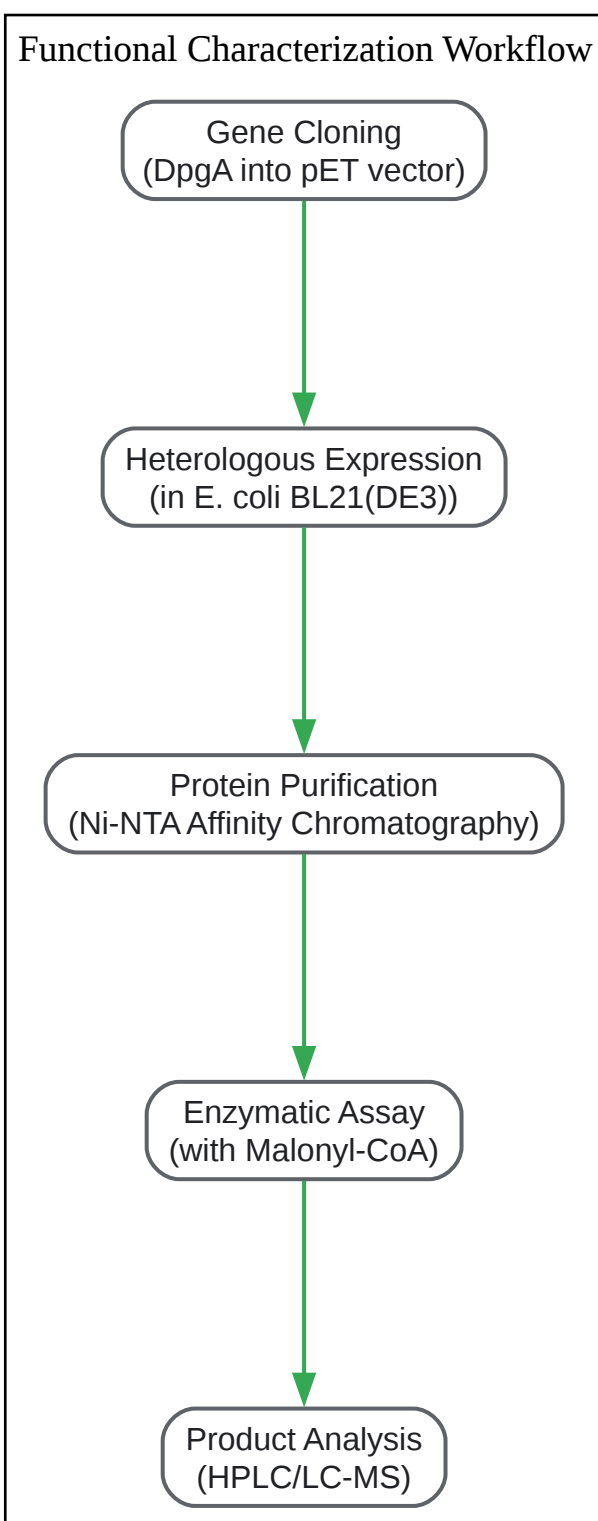 Functional Characterization Workflow
Gene Cloning
(DpgA into pET vector)
Heterologous Expression
(in E. coli BL21(DE3))
Protein Purification
(Ni-NTA Affinity Chromatography)
Enzymatic Assay
(with Malonyl-CoA)
Product Analysis
(HPLC/LC-MS)